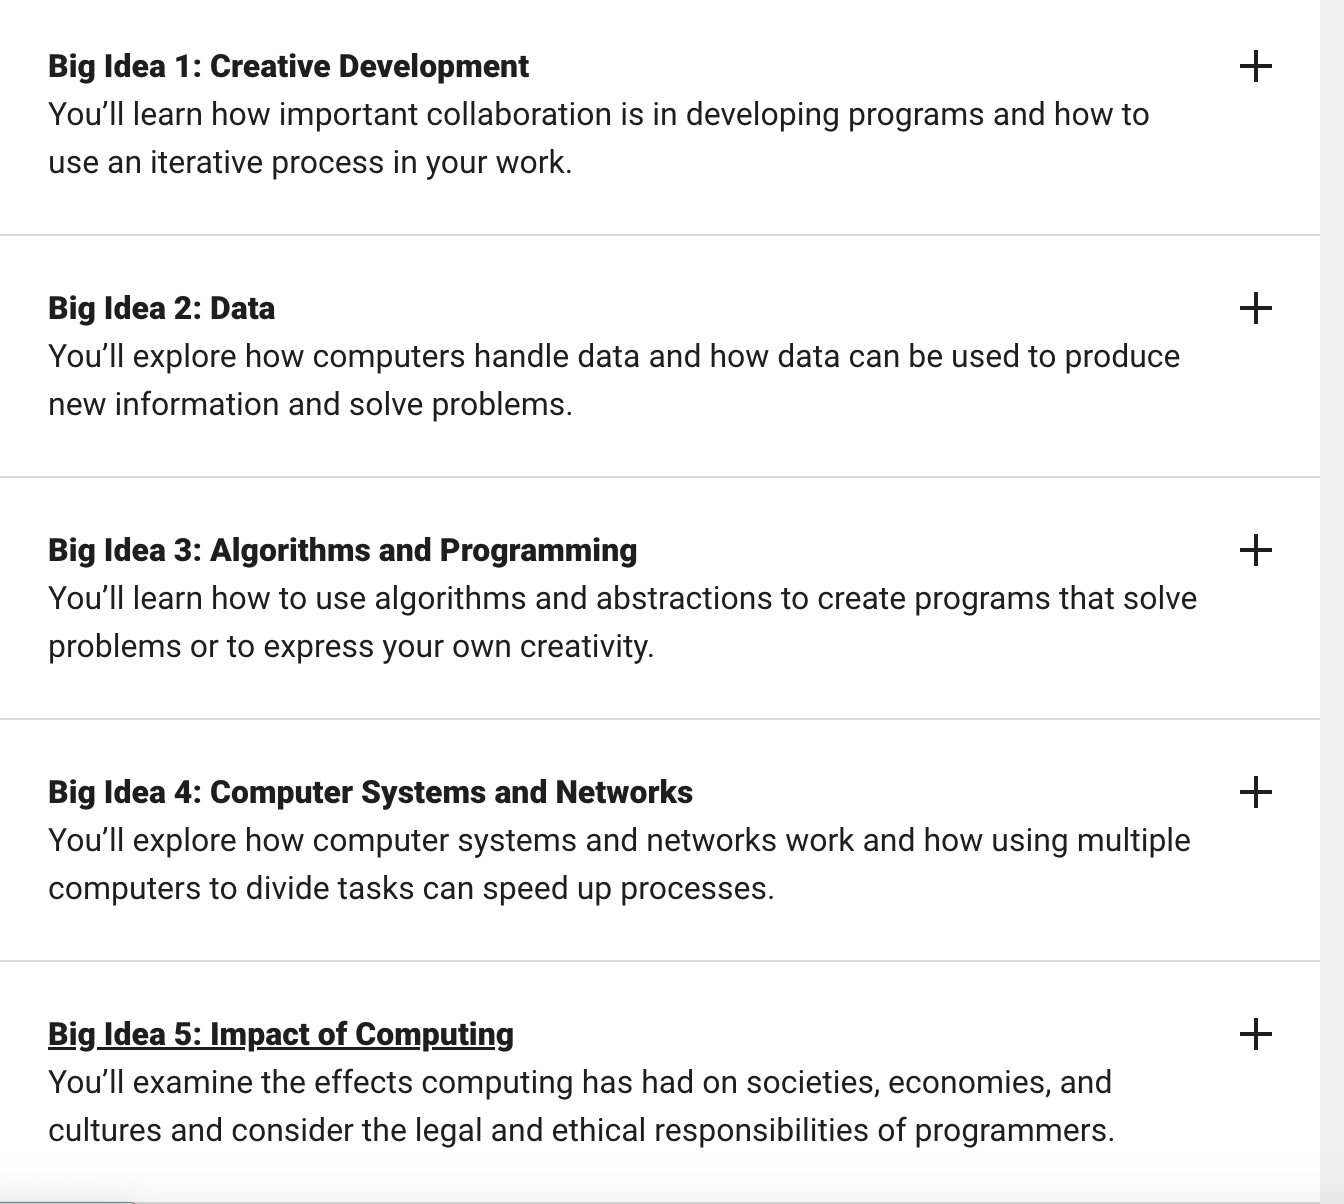 Big Idea 1: Creative Development
You’ll learn how important collaboration is in developing programs and how to
use an iterative process in your work.
Big Idea 2: Data
You’ll explore how computers handle data and how data can be used to produce
new information and solve problems.
Big Idea 3: Algorithms and Programming
You’ll learn how to use algorithms and abstractions to create programs that solve
problems or to express your own creativity.
Big Idea 4: Computer Systems and Networks
You’ll explore how computer systems and networks work and how using multiple
computers to divide tasks can speed up processes.
Big Idea 5: Impact of Computing
You’ll examine the effects computing has had on societies, economies, and
cultures and consider the legal and ethical responsibilities of programmers.